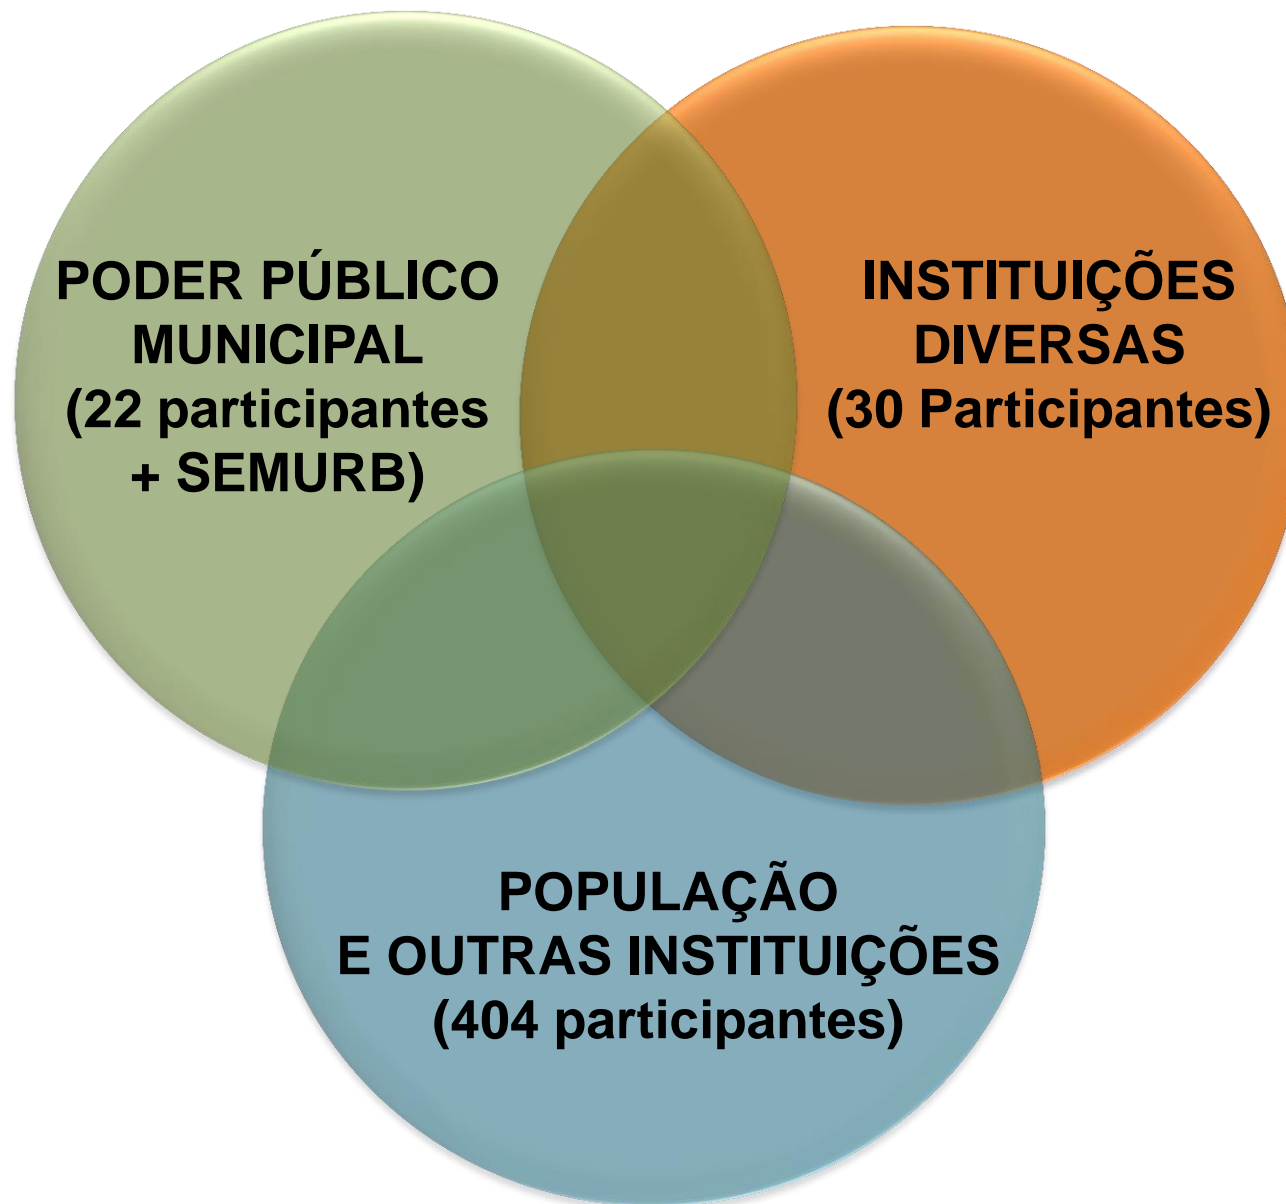 PODER PÚBLICO
MUNICIPAL
(22 participantes
+ SEMURB)
INSTITUIÇÕES
DIVERSAS
(30 Participantes)
POPULAÇÃO
E OUTRAS INSTITUIÇÕES
(404 participantes)